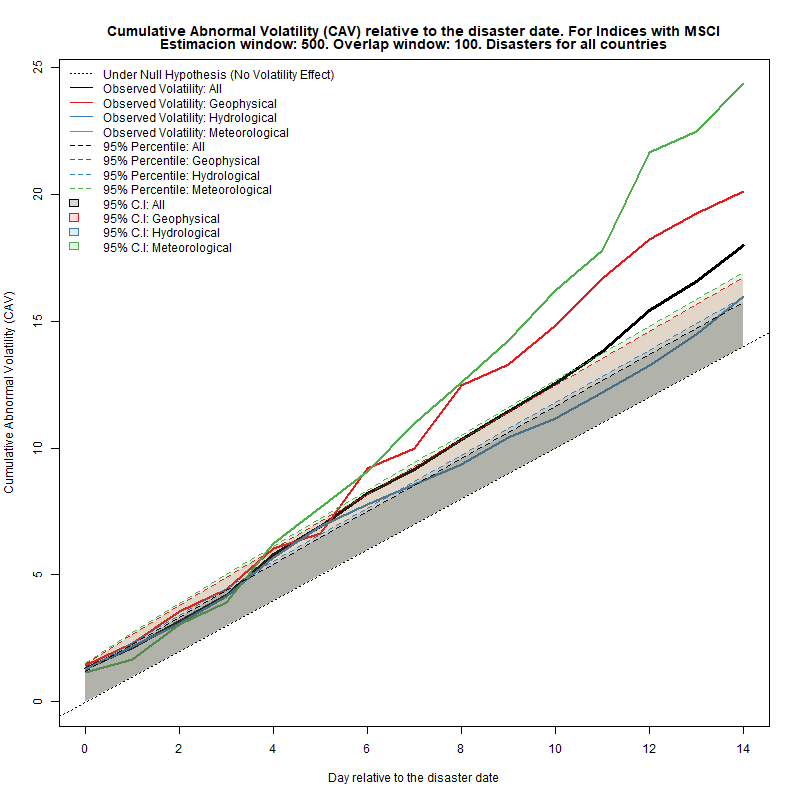 Cumulative Abnormal Volatility (CAV) relative to the disaster date. For Indices with MSCI
Estimacion window: 500. Overlap window: 100. Disasters for all countries
Under Null Hypothesis (No Volatility Effect)
Observed Volatility: All
Observed Volatility: Geophysical
Observed Volatility: Hydrological
Observed Volatility: Meteorological
95% Percentile: All
95% Percentile: Geophysical
95% Percentile: Hydrological
95% Percentile: Meteorological
95% C.I: All
95% C.I: Geophysical
95% C.I: Hydrological
95% C.I: Meteorological
Cumulative Abnormal Volatility (CAV)
25
20
15
10
5
0
0 2 4 6 8 10 12 14
Day relative to the disaster date